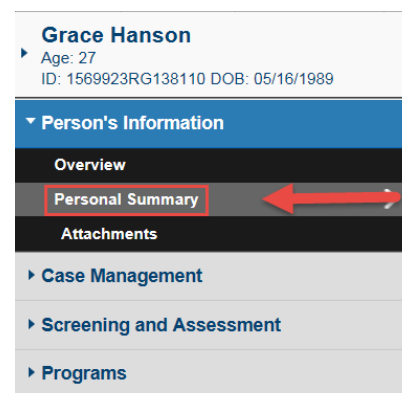 Grace Hanson
Age: 27
ID: 1569923RG138110 DOB: 05/16/1989
Person's Information
Overview
Personal Summary
Attachments
Case Management
Screening and Assessment
Programs